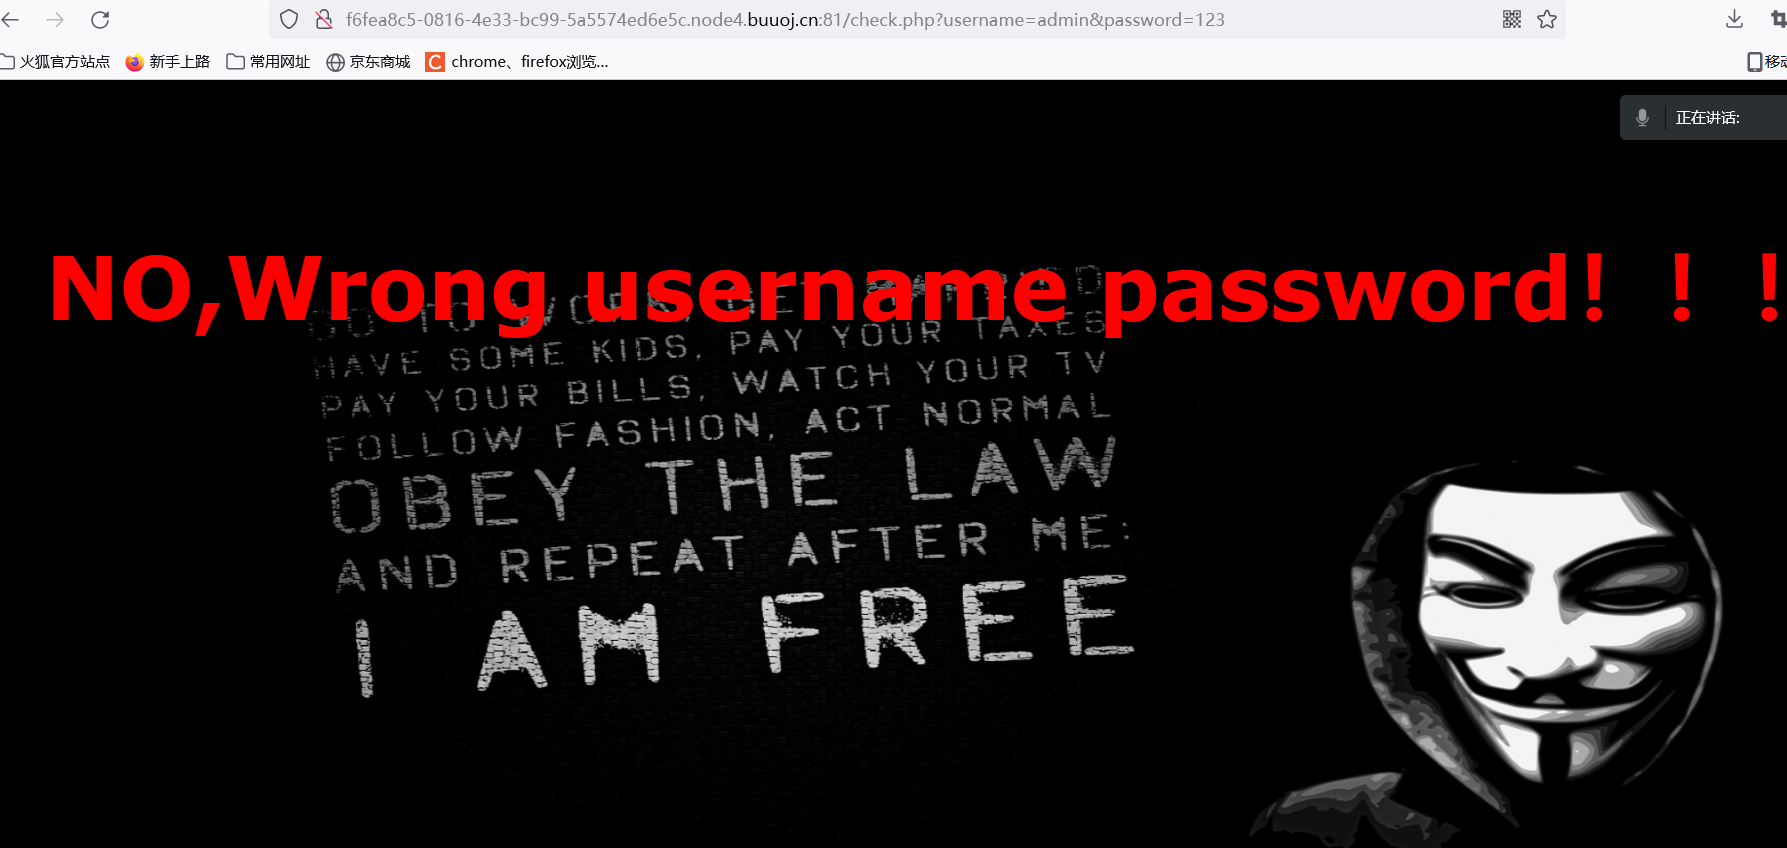 f6fea8c5-0816-4e33-bc99-5a5574ed6e5c.node4.buuoj.cn:81/check.php?username=admin&password=123
火狐官方站点 新手上路 常用网址 京东商城 chrome、firefox浏览... 移动
正在讲话:
NO,Wrong username password！！！
GO TO WORK, GET MARRIED
HAVE SOME KIDS, PAY YOUR TAXES
PAY YOUR BILLS, WATCH YOUR TV
FOLLOW FASHION, ACT NORMAL
OBEY THE LAW
AND REPEAT AFTER ME:
I AM FREE